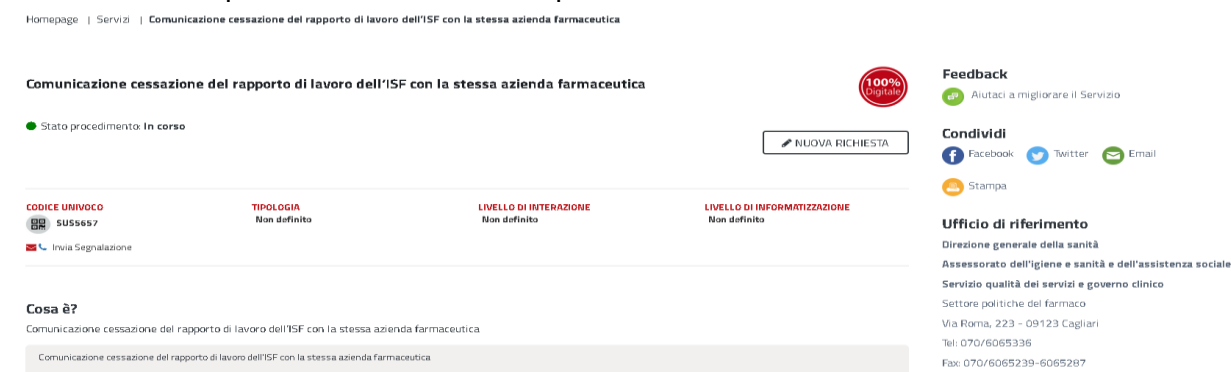 Homepage | Servizi | Comunicazione cessazione del rapporto di lavoro dell'ISF con la stessa azienda farmaceutica
Comunicazione cessazione del rapporto di lavoro dell'ISF con la stessa azienda farmaceutica
100%
Digitale
Stato procedimento: In corso
NUOVA RICHIESTA
CODICE UNIVOCO
SUS5657
Invia Segnalazione
TIPOLOGIA
Non definito
LIVELLO DI INTERAZIONE
Non definito
LIVELLO DI INFORMATIZZAZIONE
Non definito
Cosa è?
Comunicazione cessazione del rapporto di lavoro dell'ISF con la stessa azienda farmaceutica
Comunicazione cessazione del rapporto di lavoro dell'ISF con la stessa azienda farmaceutica
Feedback
Aiutaci a migliorare il Servizio
Condividi
Facebook Twitter Email
Stampa
Ufficio di riferimento
Direzione generale della sanità
Assessorato dell'igiene e sanità e dell'assistenza sociale
Servizio qualità dei servizi e governo clinico
Settore politiche del farmaco
Via Roma, 223 - 09123 Cagliari
Tel: 070/6065336
Fax: 070/6065239-6065287